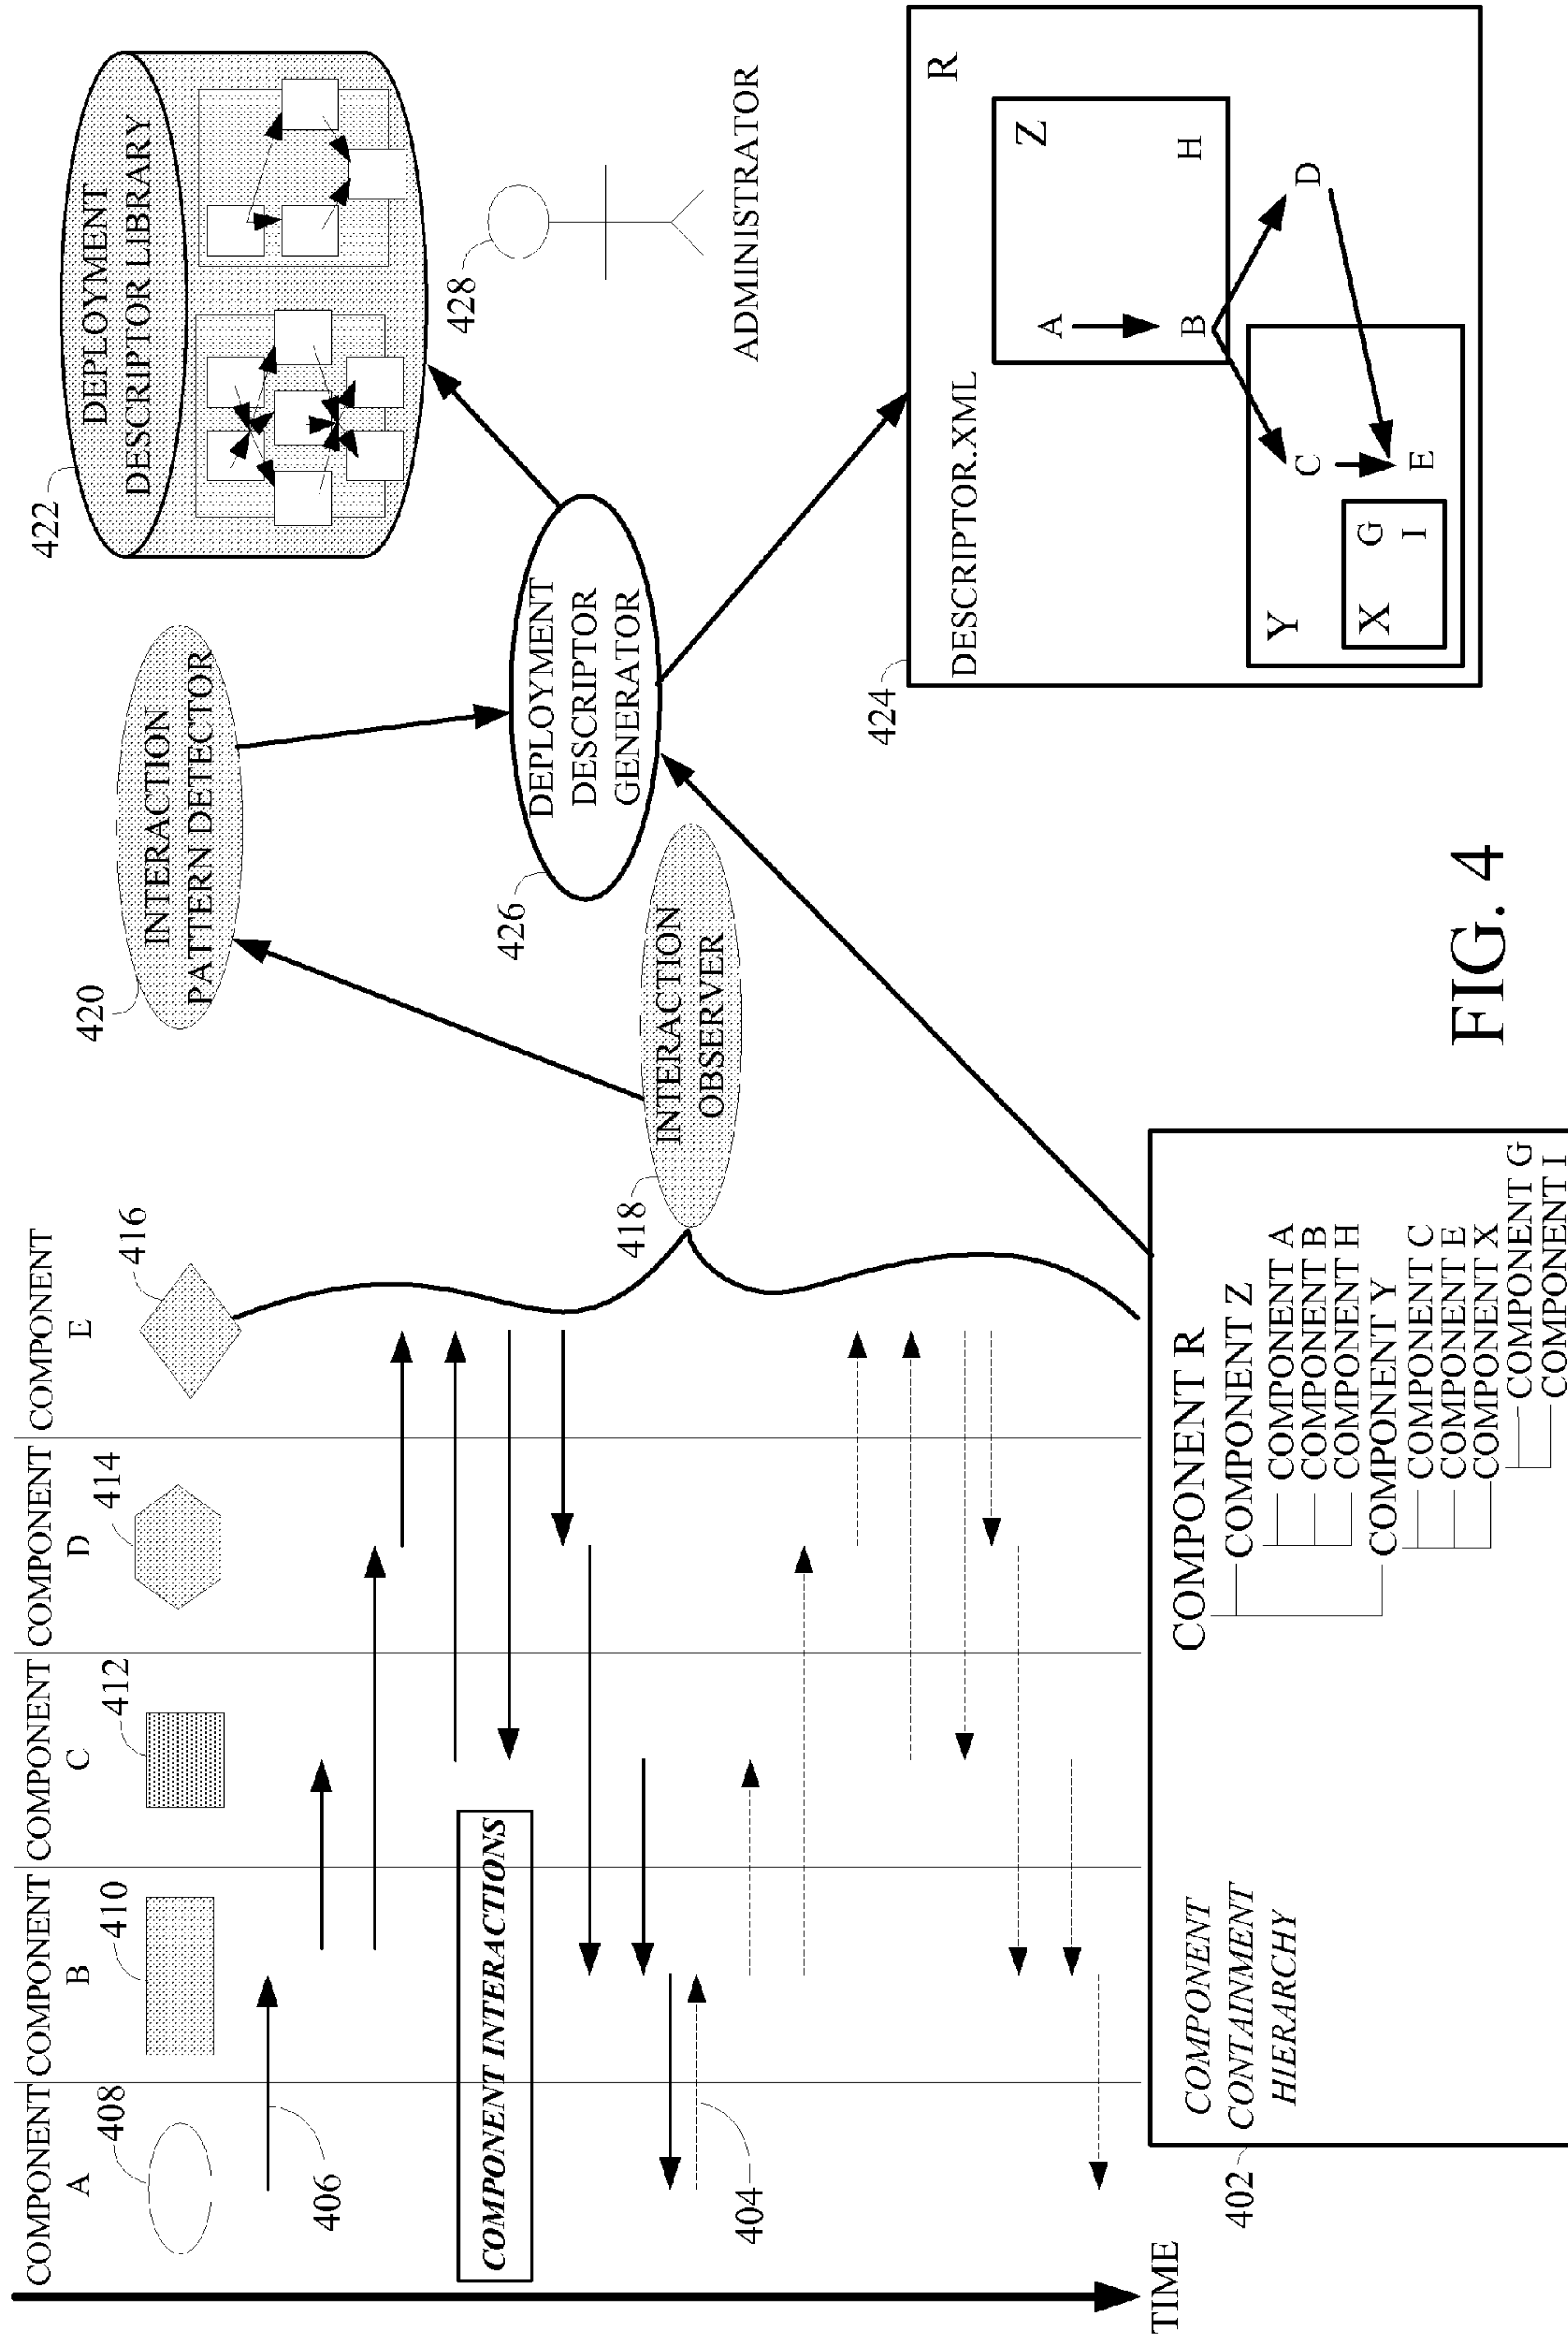 COMPONENT
A
COMPONENT
B
COMPONENT
C
COMPONENT
D
COMPONENT
E
408
410
412
414
416
406
COMPONENT INTERACTIONS
404
TIME
418
INTERACTION
OBSERVER
420
INTERACTION
PATTERN DETECTOR
422
DEPLOYMENT
DESCRIPTOR LIBRARY
426
DEPLOYMENT
DESCRIPTOR
GENERATOR
428
ADMINISTRATOR
402
COMPONENT
CONTAINMENT
HIERARCHY
COMPONENT R
COMPONENT Z
COMPONENT A
COMPONENT B
COMPONENT H
COMPONENT Y
COMPONENT C
COMPONENT E
COMPONENT X
COMPONENT G
COMPONENT I
424
DESCRIPTOR.XML
R
Z
A
B
H
D
Y
C
E
X
G
I
FIG. 4